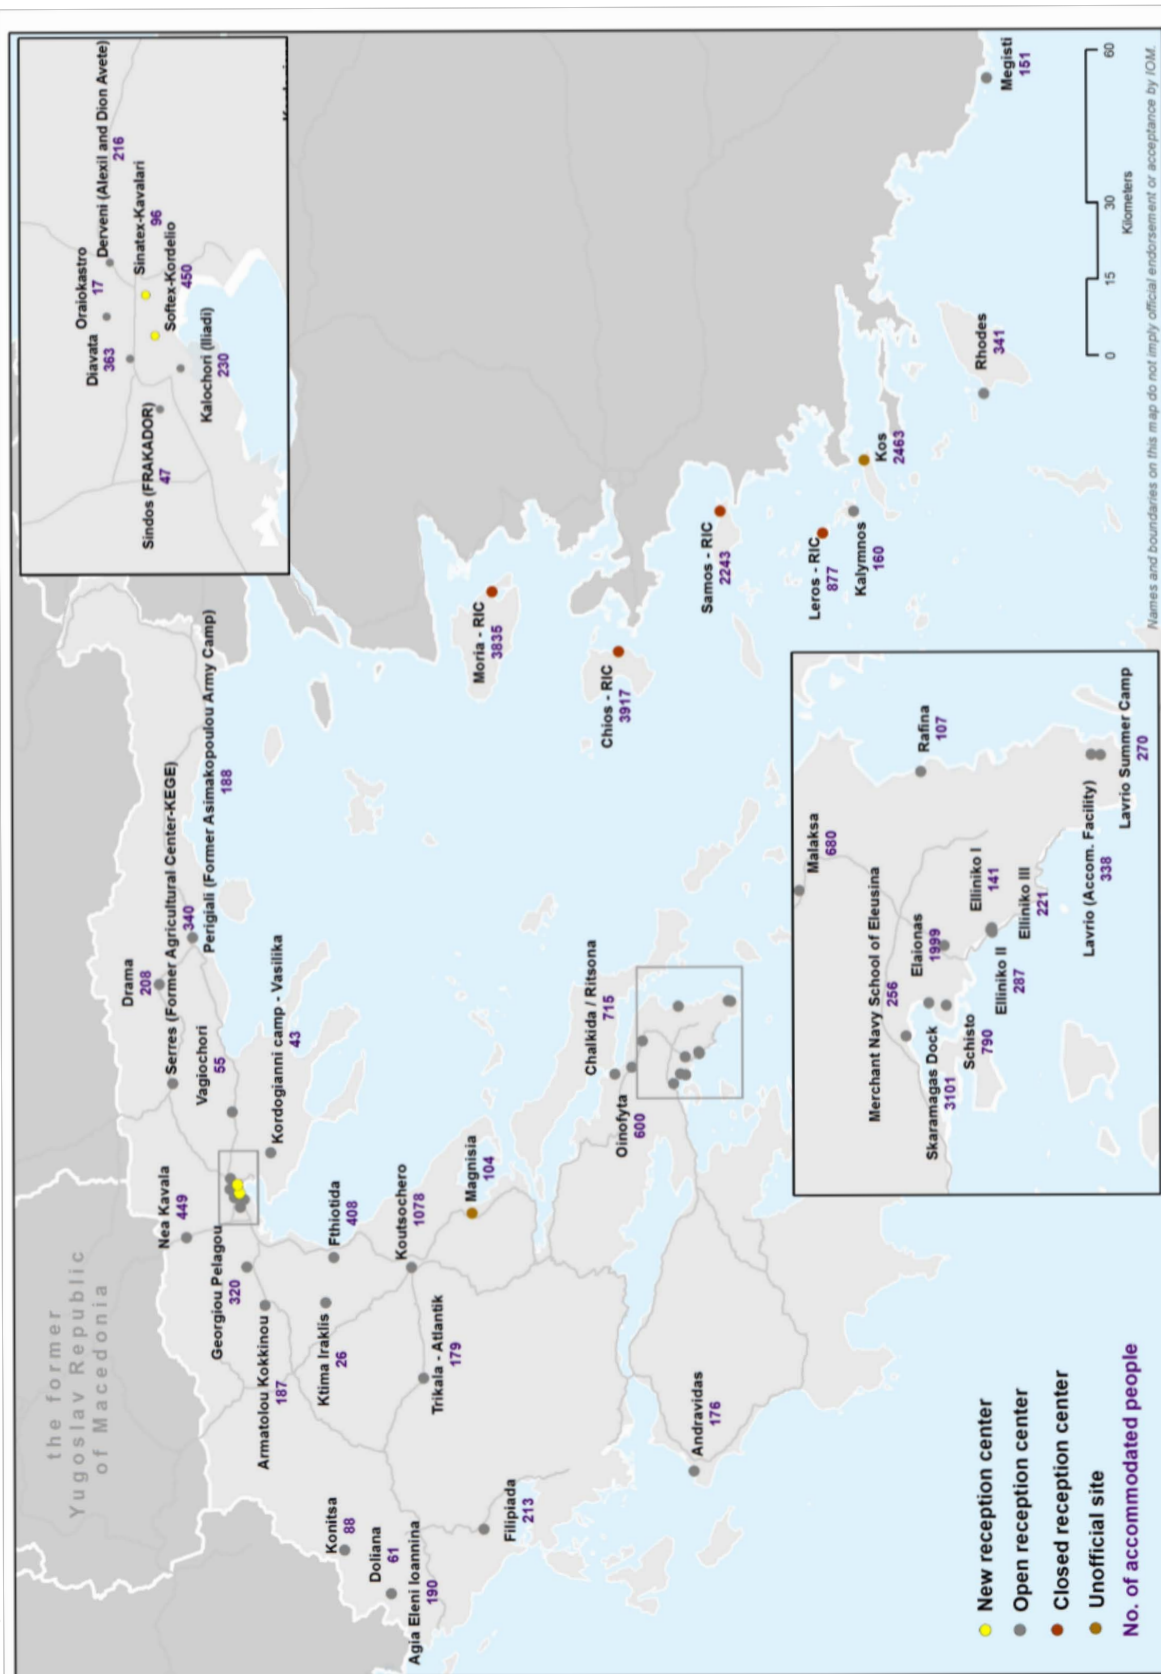 the former
Yugoslav Republic
of Macedonia
Nea Kavala
449
Vagiochori
55
Drama
208
Serres (Former Agricultural Center-KEGE)
340
Perigiali (Former Asimakopoulou Army Camp)
188
Georgiou Pelagou
320
Armatolou Kokkinou
187
Kordogianni camp - Vasilika
43
Konitsa
88
Doliana
61
Agia Eleni Ioannina
190
Ktima Iraklis
26
Fthiotida
408
Koutsochero
1078
Trikala - Atlantik
179
Magnisia
104
Filipiada
213
Chalkida / Ritsona
715
Oinofyta
600
Andravidas
176
Moria - RIC
3835
Chios - RIC
3917
Samos - RIC
2243
Leros - RIC
877
Kalymnos
160
Kos
2463
Rhodes
341
Megisti
151
Diavata
363
Oraiokastro
17
Derveni (Alexil and Dion Avete)
216
Sinatex-Kavalari
96
Softex-Kordelio
450
Sindos (FRAKADOR)
47
Kalochori (Iliadi)
230
Malaksa
680
Merchant Navy School of Eleusina
256
Rafina
107
Elaionas
1999
Skaramagas Dock
3101
Schisto
790
Elliniko I
141
Elliniko II
287
Elliniko III
221
Lavrio (Accom. Facility)
338
Lavrio Summer Camp
270
New reception center
Open reception center
Closed reception center
Unofficial site
No. of accommodated people
0 15 30 60
Kilometers
Names and boundaries on this map do not imply official endorsement or acceptance by IOM.